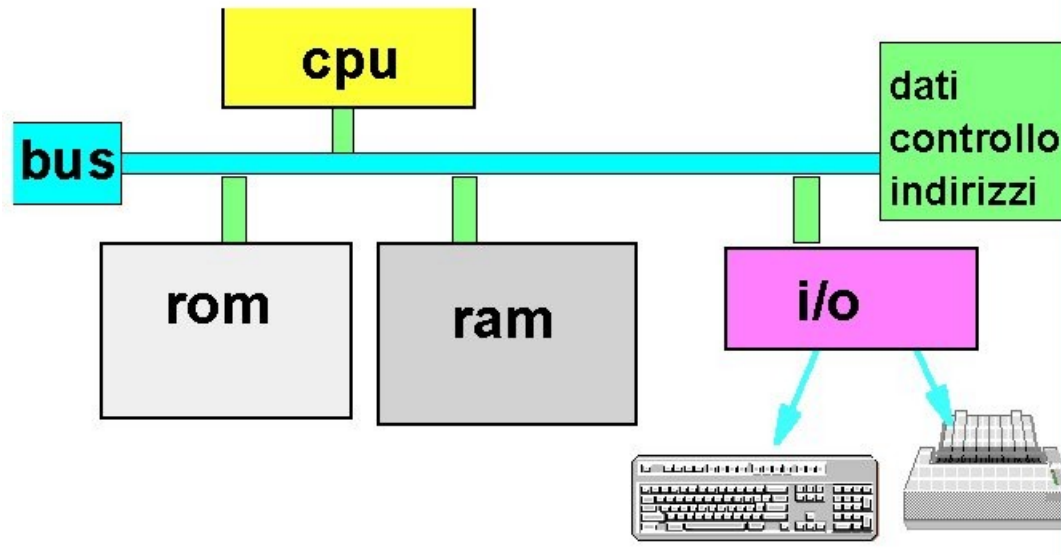 cpu
bus
dati
controllo
indirizzi
rom
ram
i/o